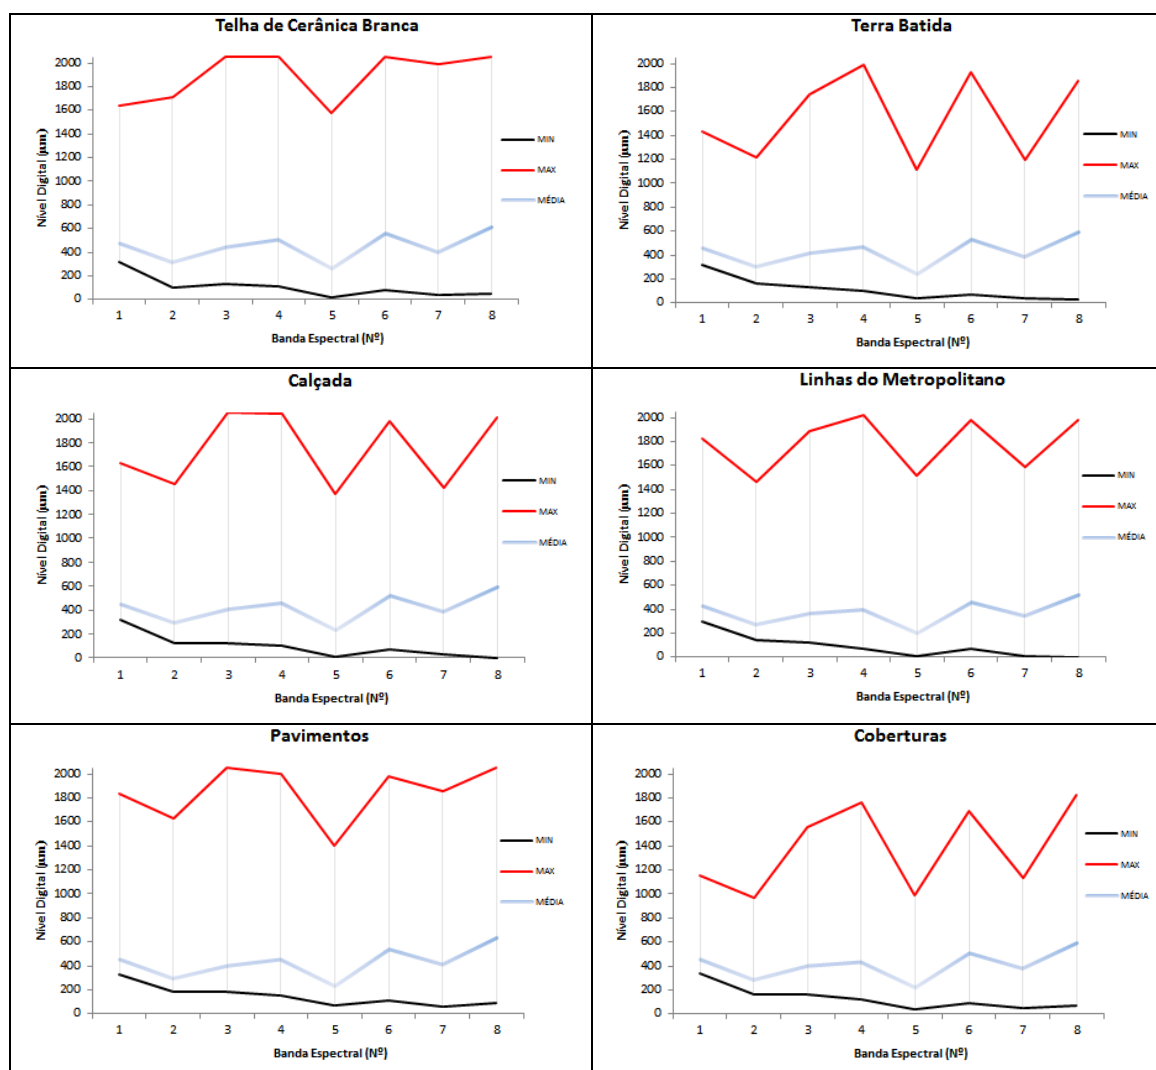 Telha de Cerânica Branca
2000
1800
1600
1400
1200
1000
800
600
400
200
0
Nível Digital (µm)
1 2 3 4 5 6 7 8
Banda Espectral (Nº)
MIN
MAX
MÉDIA
Terra Batida
2000
1800
1600
1400
1200
1000
800
600
400
200
0
Nível Digital (µm)
1 2 3 4 5 6 7 8
Banda Espectral (Nº)
MIN
MAX
MÉDIA
Calçada
2000
1800
1600
1400
1200
1000
800
600
400
200
0
Nível Digital (µm)
1 2 3 4 5 6 7 8
Banda Espectral (Nº)
MIN
MAX
MÉDIA
Linhas do Metropolitano
2000
1800
1600
1400
1200
1000
800
600
400
200
0
Nível Digital (µm)
1 2 3 4 5 6 7 8
Banda Espectral (Nº)
MIN
MAX
MÉDIA
Pavimentos
2000
1800
1600
1400
1200
1000
800
600
400
200
0
Nível Digital (µm)
1 2 3 4 5 6 7 8
Banda Espectral (Nº)
MIN
MAX
MÉDIA
Coberturas
2000
1800
1600
1400
1200
1000
800
600
400
200
0
Nível Digital (µm)
1 2 3 4 5 6 7 8
Banda Espectral (Nº)
MIN
MAX
MÉDIA